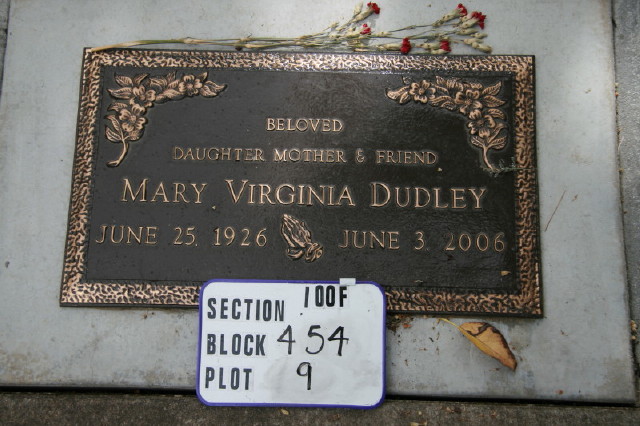 BELOVED
DAUGHTER MOTHER & FRIEND
MARY VIRGINIA DUDLEY
JUNE 25, 1926 JUNE 3, 2006
SECTION 100F
BLOCK 454
PLOT 9